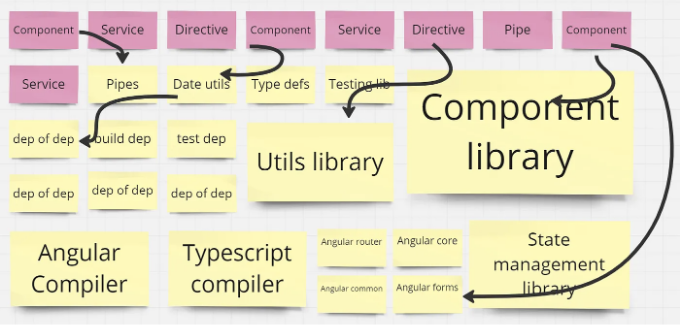 Component
Service
Directive
Component
Service
Directive
Pipe
Component
Service
Pipes
Date utils
Type defs
Testing lib
Component
library
dep of dep
build dep
test dep
Utils library
dep of dep
dep of dep
dep of dep
Angular
Compiler
Typescript
compiler
Angular router
Angular core
Angular common
Angular forms
State
management
library